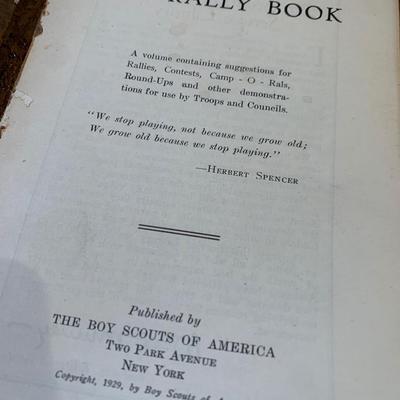 RALLY BOOK
A volume containing suggestions for
Rallies, Contests, Camp - O - Rals,
Round-Ups and other demonstra-
tions for use by Troops and Councils.
"We stop playing, not because we grow old;
We grow old because we stop playing."
—HERBERT SPENCER
Published by
THE BOY SCOUTS OF AMERICA
TWO PARK AVENUE
NEW YORK
Copyright, 1929, by Boy Scouts of